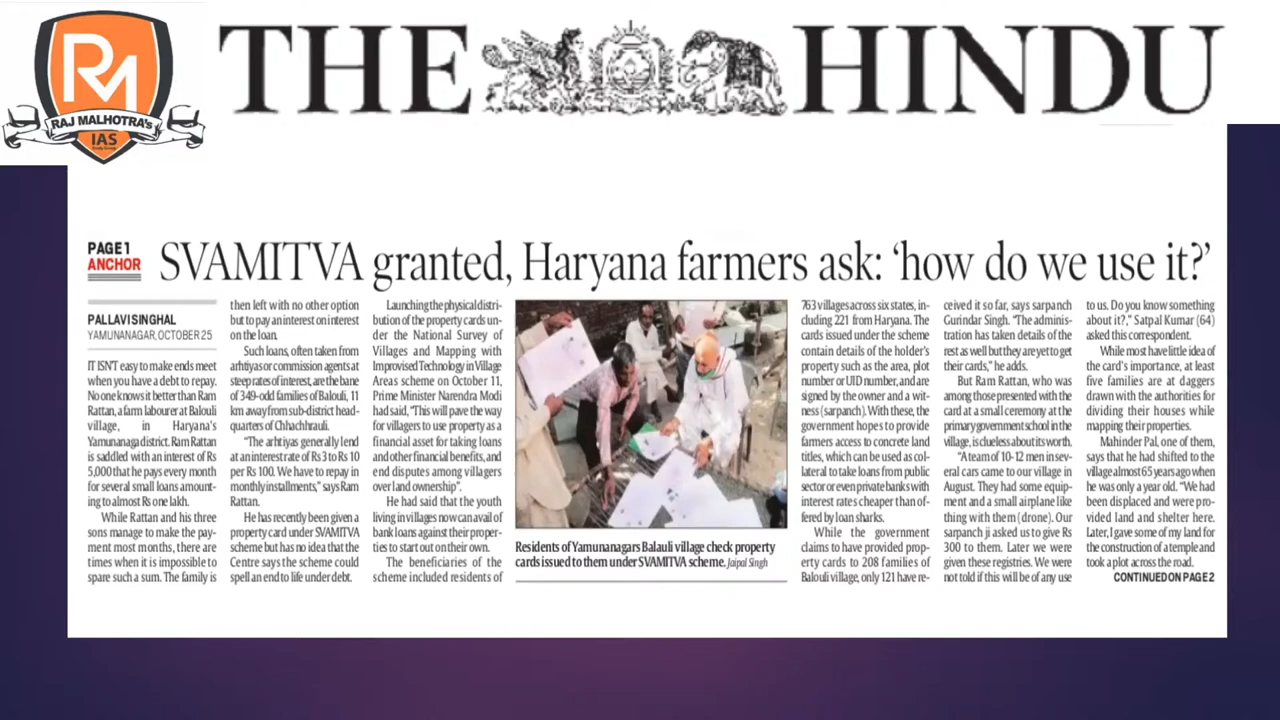 RM
RAJ MALHOTRA's
IAS
Study Group
THE HINDU
PAGE 1
ANCHOR
SVAMITVA granted, Haryana farmers ask: ‘how do we use it?’
PALLAVI SINGHAL
YAMUNANAGAR, OCTOBER 25
IT ISN'T easy to make ends meet
when you have a debt to repay.
No one knows it better than Ram
Rattan, a farm labourer at Balouli
village, in Haryana's
Yamunanaga district. Ram Rattan
is saddled with an interest of Rs
5,000 that he pays every month
for several small loans amount-
ing to almost Rs one lakh.
While Rattan and his three
sons manage to make the pay-
ment most months, there are
times when it is impossible to
spare such a sum. The family is
then left with no other option
but to pay an interest on interest
on the loan.
Such loans, often taken from
arhtiyas or commission agents at
steep rates of interest, are the bane
of 349-odd families of Balouli, 11
km away from sub-district head-
quarters of Chhachhrauli.
"The arhtiyas generally lend
at an interest rate of Rs 3 to Rs 10
per Rs 100. We have to repay in
monthly installments," says Ram
Rattan.
He has recently been given a
property card under SVAMITVA
scheme but has no idea that the
Centre says the scheme could
spell an end to life under debt.
Launching the physical distri-
bution of the property cards un-
der the National Survey of
Villages and Mapping with
Improvised Technology in Village
Areas scheme on October 11,
Prime Minister Narendra Modi
had said, "This will pave the way
for villagers to use property as a
financial asset for taking loans
and other financial benefits, and
end disputes among villagers
over land ownership".
He had said that the youth
living in villages now can avail of
bank loans against their proper-
ties to start out on their own.
The beneficiaries of the
scheme included residents of
Residents of Yamunanagars Balauli village check property
cards issued to them under SVAMITVA scheme. Jaipal Singh
763 villages across six states, in-
cluding 221 from Haryana. The
cards issued under the scheme
contain details of the holder's
property such as the area, plot
number or UID number, and are
signed by the owner and a wit-
ness (sarpanch). With these, the
government hopes to provide
farmers access to concrete land
titles, which can be used as col-
lateral to take loans from public
sector or even private banks with
interest rates cheaper than of-
fered by loan sharks.
While the government
claims to have provided prop-
erty cards to 208 families of
Balouli village, only 121 have re-
ceived it so far, says sarpanch
Gurindar Singh. "The adminis-
tration has taken details of the
rest as well but they are yet to get
their cards," he adds.
But Ram Rattan, who was
among those presented with the
card at a small ceremony at the
primary government school in the
village, is clueless about its worth.
"A team of 10-12 men in sev-
eral cars came to our village in
August. They had some equip-
ment and a small airplane like
thing with them (drone). Our
sarpanch ji asked us to give Rs
300 to them. Later we were
given these registries. We were
not told if this will be of any use
to us. Do you know something
about it?," Satpal Kumar (64)
asked this correspondent.
While most have little idea of
the card's importance, at least
five families are at daggers
drawn with the authorities for
dividing their houses while
mapping their properties.
Mahinder Pal, one of them,
says that he had shifted to the
village almost 65 years ago when
he was only a year old. "We had
been displaced and were pro-
vided land and shelter here.
Later, I gave some of my land for
the construction of a temple and
took a plot across the road.
CONTINUED ON PAGE 2